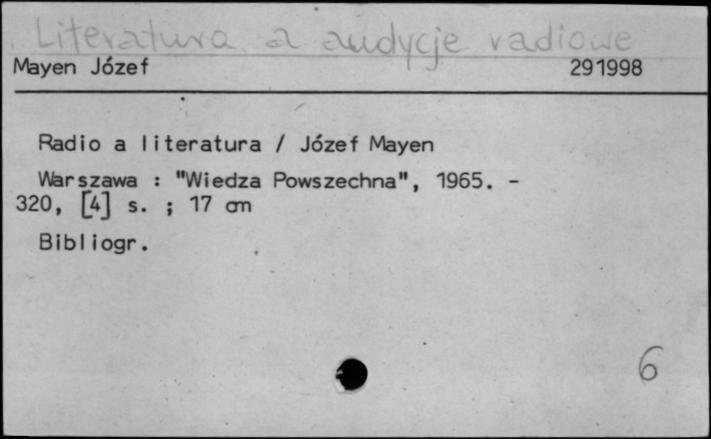 Literatura a audycje radiowe
Mayen Józef 291998
Radio a literatura / Józef Mayen
Warszawa : "Wiedza Powszechna", 1965. -
320, [4] s. ; 17 cm
Bibliogr.
6